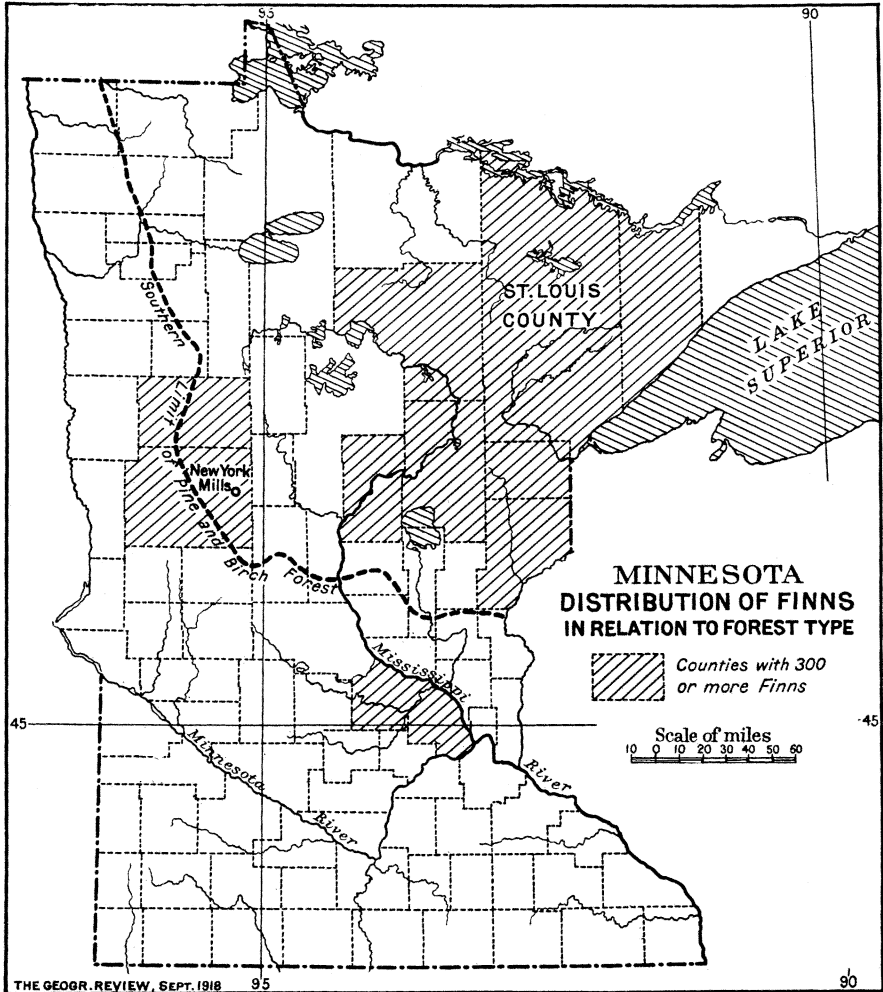 95
90
ST. LOUIS
COUNTY
LAKE
SUPERIOR
Southern Limit of Pine and Birch Forest
New York
Mills
MINNESOTA
DISTRIBUTION OF FINNS
IN RELATION TO FOREST TYPE
Counties with 300
or more Finns
Mississippi River
45
45
Scale of miles
10 0 10 20 30 40 50 60
Minnesota River
THE GEOGR. REVIEW, SEPT. 1918
95
90